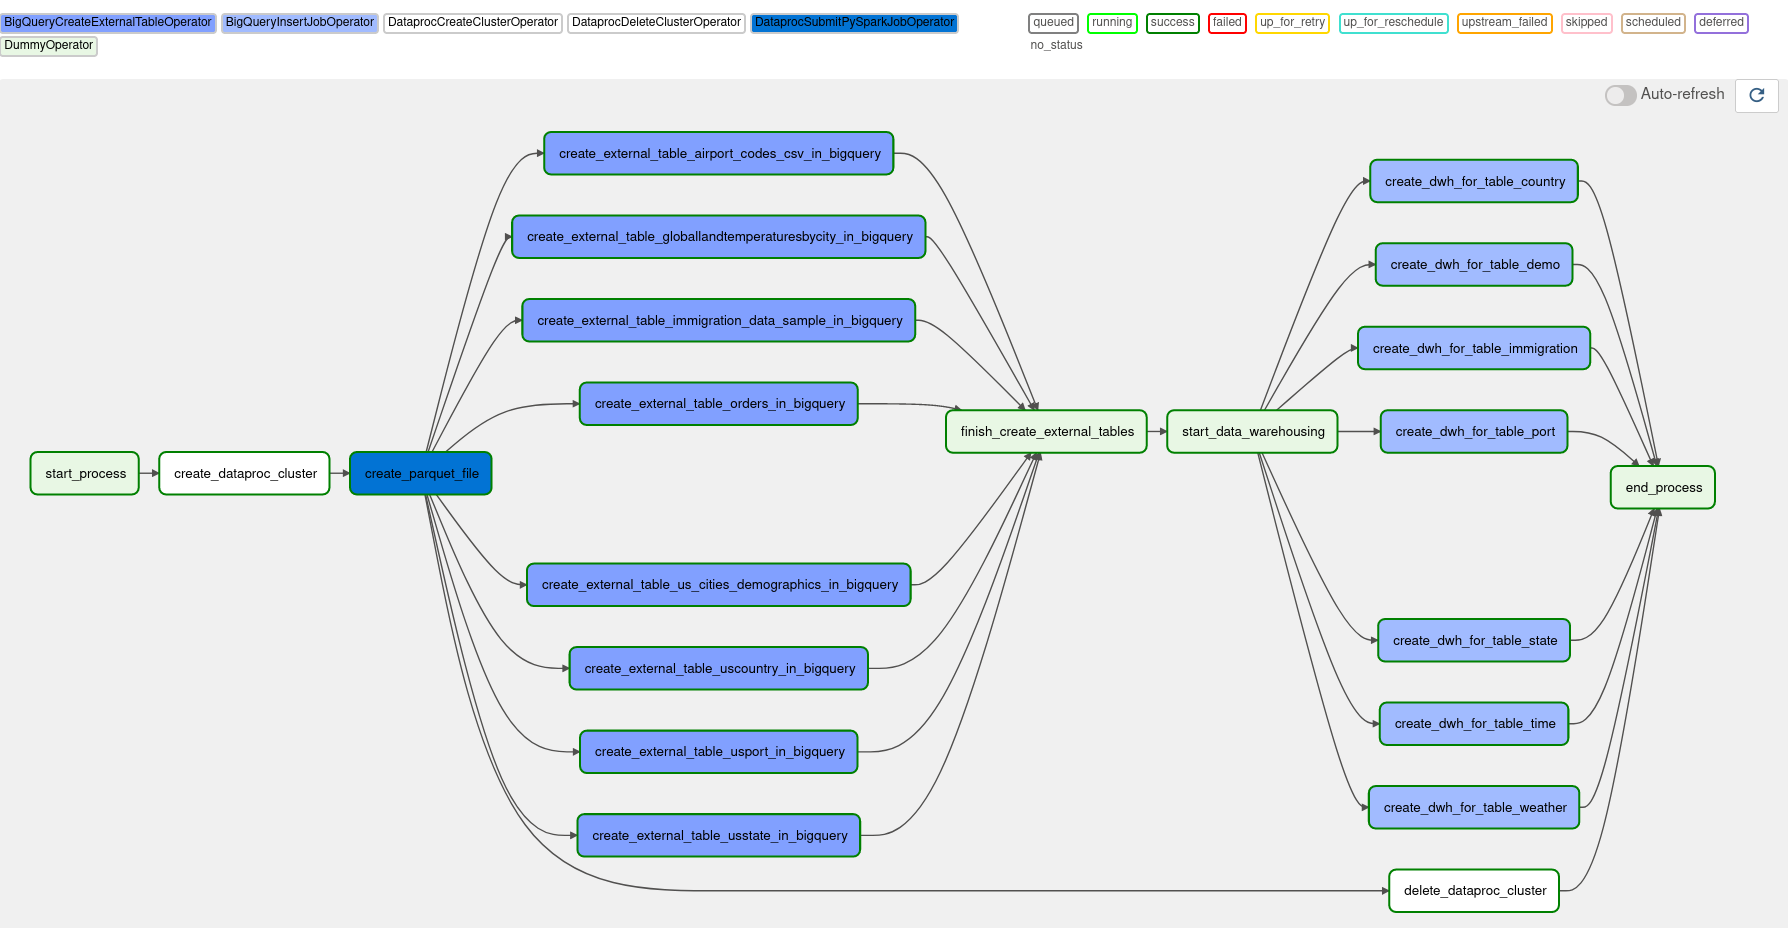 BigQueryCreateExternalTableOperator BigQueryInsertJobOperator DataprocCreateClusterOperator DataprocDeleteClusterOperator DataprocSubmitPySparkJobOperator
DummyOperator
queued running success failed up_for_retry up_for_reschedule upstream_failed skipped scheduled deferred
no_status
Auto-refresh
start_process
create_dataproc_cluster
create_parquet_file
create_external_table_airport_codes_csv_in_bigquery
create_external_table_globallandtemperaturesbycity_in_bigquery
create_external_table_immigration_data_sample_in_bigquery
create_external_table_orders_in_bigquery
create_external_table_us_cities_demographics_in_bigquery
create_external_table_uscountry_in_bigquery
create_external_table_usport_in_bigquery
create_external_table_usstate_in_bigquery
finish_create_external_tables
start_data_warehousing
create_dwh_for_table_country
create_dwh_for_table_demo
create_dwh_for_table_immigration
create_dwh_for_table_port
create_dwh_for_table_state
create_dwh_for_table_time
create_dwh_for_table_weather
delete_dataproc_cluster
end_process